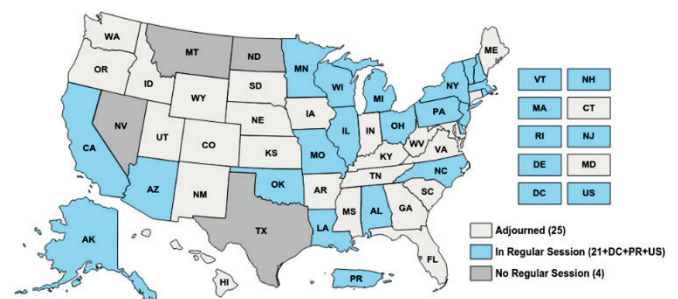 WA
ME
MT
ND
MN
OR
ID
SD
WI
NY
VT
NH
WY
MI
MA
CT
IA
PA
NE
RI
NJ
NV
IL
IN
OH
UT
CO
WV
VA
DE
MD
CA
KS
MO
KY
DC
US
NC
TN
AZ
NM
OK
AR
SC
MS
AL
GA
Adjourned (25)
TX
LA
In Regular Session (21+DC+PR+US)
AK
FL
No Regular Session (4)
HI
PR